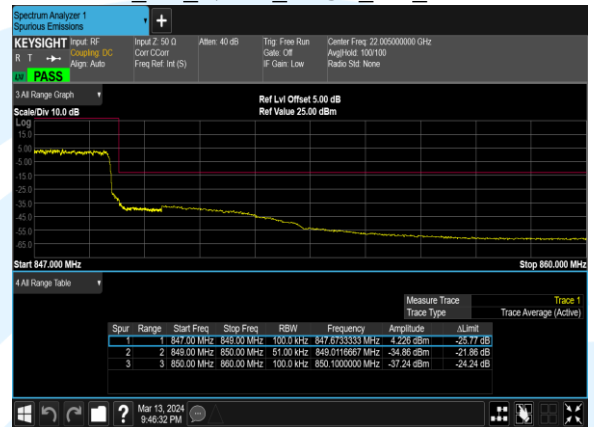 Spectrum Analyzer 1
Spurious Emissions
KEYSIGHT Input: RF Input Z: 50 Ω Atten: 40 dB Trig: Free Run Center Freq: 22.005000000 GHz
R T Coupling: DC Corr CCorr Gate: Off Avg|Hold: 100/100
Align: Auto Freq Ref: Int (S) IF Gain: Low Radio Std: None
LV PASS
3 All Range Graph
Ref Lvl Offset 5.00 dB
Scale/Div 10.0 dB Ref Value 25.00 dBm
Log
15.0
5.00
-5.00
-15.0
-25.0
-35.0
-45.0
-55.0
-65.0
Start 847.000 MHz Stop 860.000 MHz
4 All Range Table
Measure Trace Trace 1
Trace Type Trace Average (Active)
Spur Range Start Freq Stop Freq RBW Frequency Amplitude ΔLimit
1 1 847.00 MHz 849.00 MHz 100.0 kHz 847.6733333 MHz 4.226 dBm -25.77 dB
2 2 849.00 MHz 850.00 MHz 51.00 kHz 849.0116667 MHz -34.86 dBm -21.86 dB
3 3 850.00 MHz 860.00 MHz 100.0 kHz 850.1000000 MHz -37.24 dBm -24.24 dB
Mar 13, 2024
9:46:32 PM